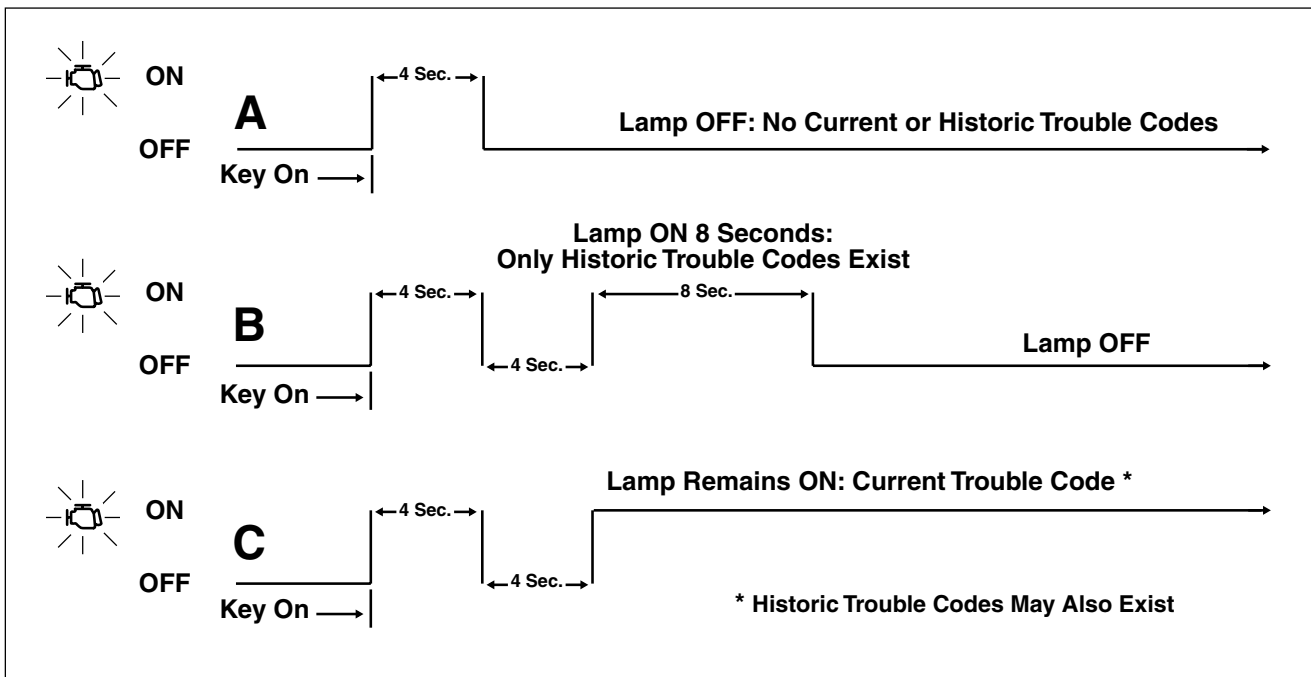 ON
4 Sec.
A
Lamp OFF: No Current or Historic Trouble Codes
OFF
Key On
Lamp ON 8 Seconds:
Only Historic Trouble Codes Exist
ON
4 Sec.
8 Sec.
B
Lamp OFF
OFF
4 Sec.
Key On
Lamp Remains ON: Current Trouble Code *
ON
4 Sec.
C
OFF
4 Sec.
Key On
* Historic Trouble Codes May Also Exist